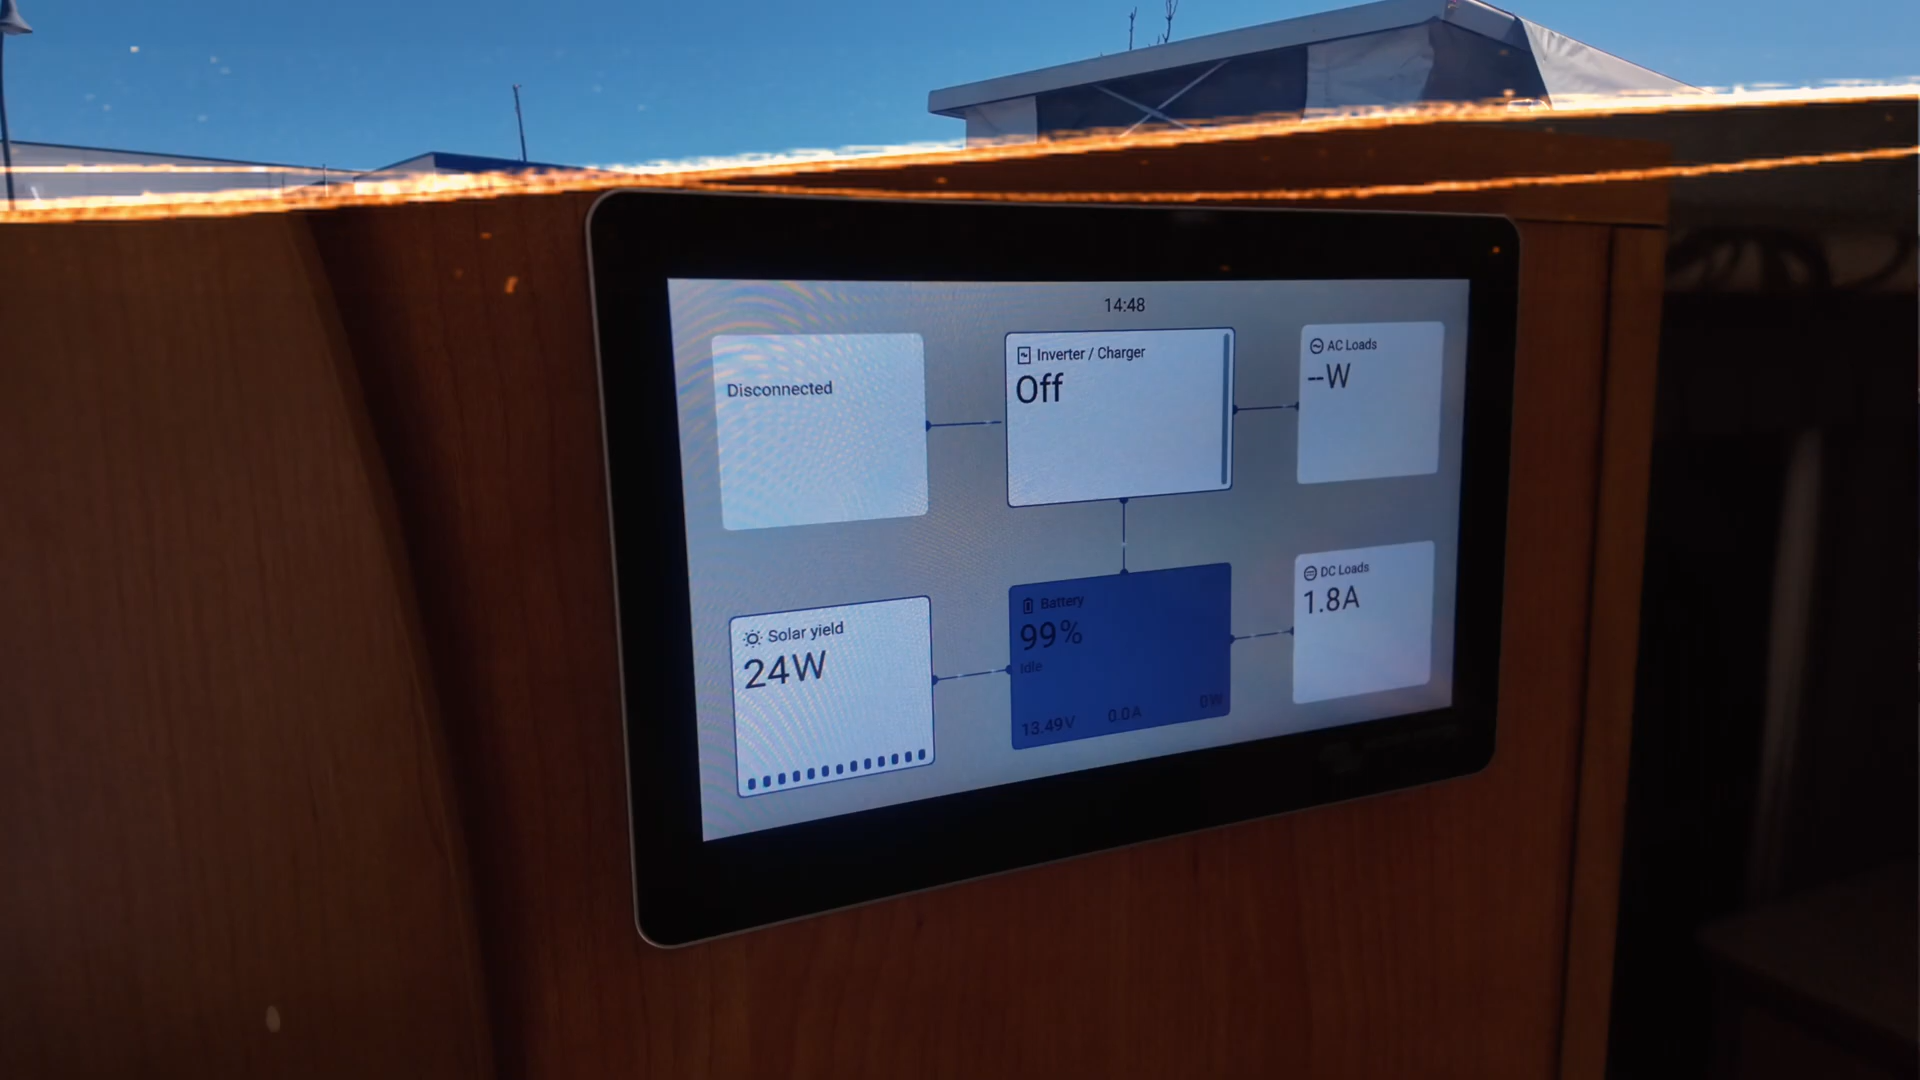 14:48
Disconnected
Inverter / Charger
Off
AC Loads
--W
Solar yield
24W
Battery
99%
Idle
13.49V 0.0A 0W
DC Loads
1.8A